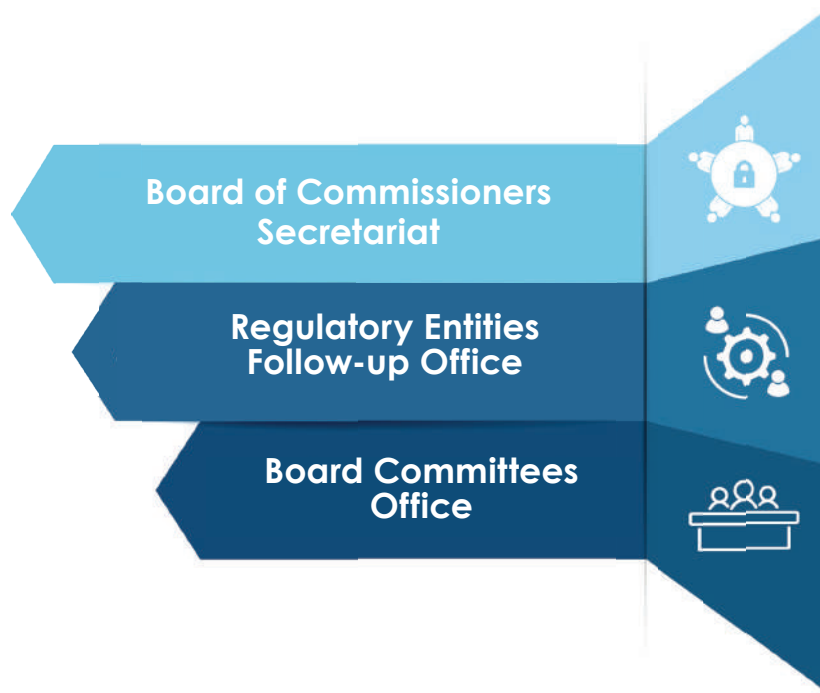 Board of Commissioners
Secretariat
Regulatory Entities
Follow-up Office
Board Committees
Office